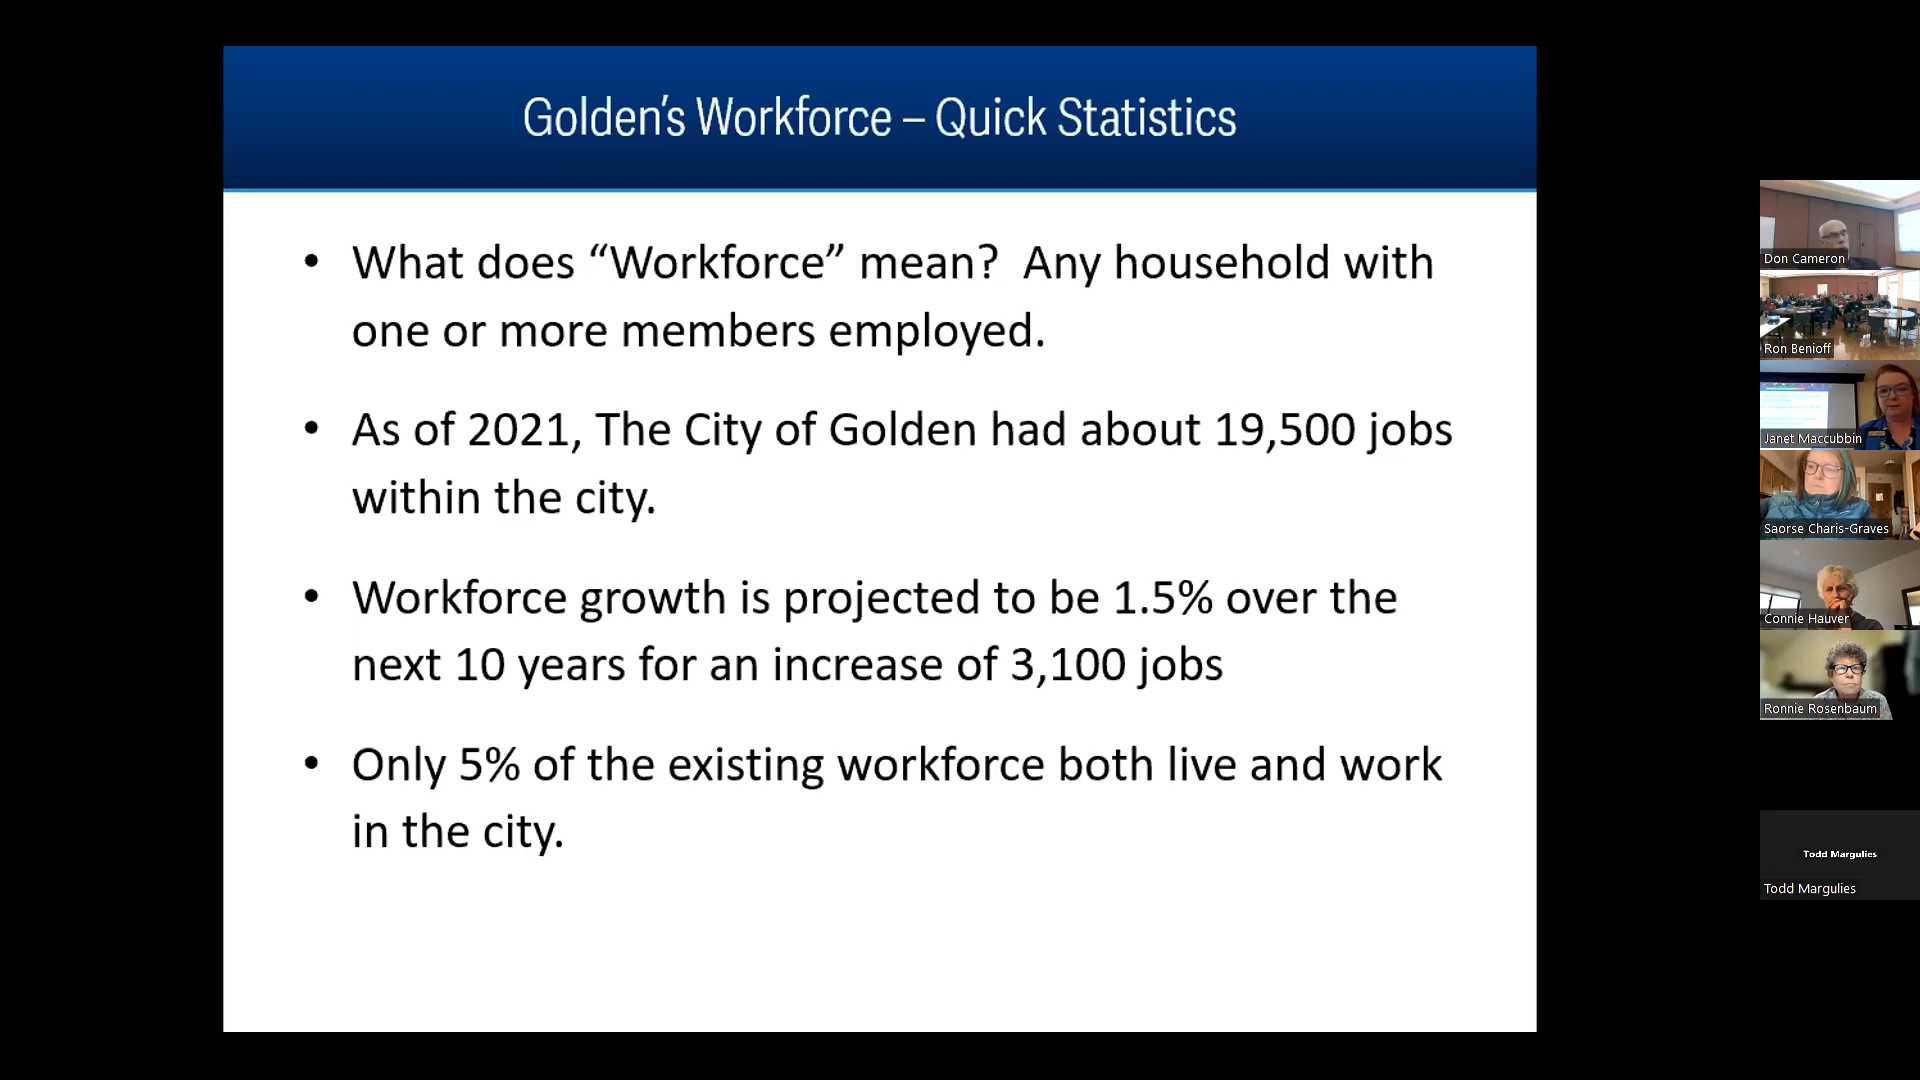 Golden's Workforce – Quick Statistics
• What does “Workforce” mean?  Any household with
one or more members employed.
• As of 2021, The City of Golden had about 19,500 jobs
within the city.
• Workforce growth is projected to be 1.5% over the
next 10 years for an increase of 3,100 jobs
• Only 5% of the existing workforce both live and work
in the city.
Don Cameron
Ron Benioff
Janet Maccubbin
Saorse Charis-Graves
Connie Hauver
Ronnie Rosenbaum
Todd Margulies
Todd Margulies